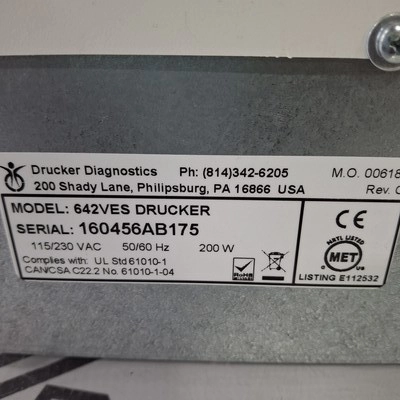 Drucker Diagnostics Ph: (814)342-6205 M.O. 00618
200 Shady Lane, Philipsburg, PA 16866 USA Rev.
MODEL: 642VES DRUCKER
SERIAL: 160456AB175
115/230 VAC 50/60 Hz 200 W
Complies with: UL Std 61010-1
CAN/CSA C22.2 No. 61010-1-04
RoHS
CE
NRTL LISTED
MET
LISTING E112532